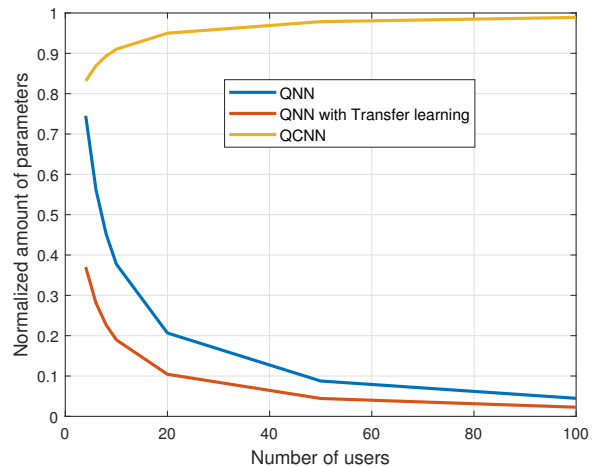 1
0.9
0.8
0.7
0.6
0.5
0.4
0.3
0.2
0.1
0
Normalized amount of parameters
QNN
QNN with Transfer learning
QCNN
0 20 40 60 80 100
Number of users